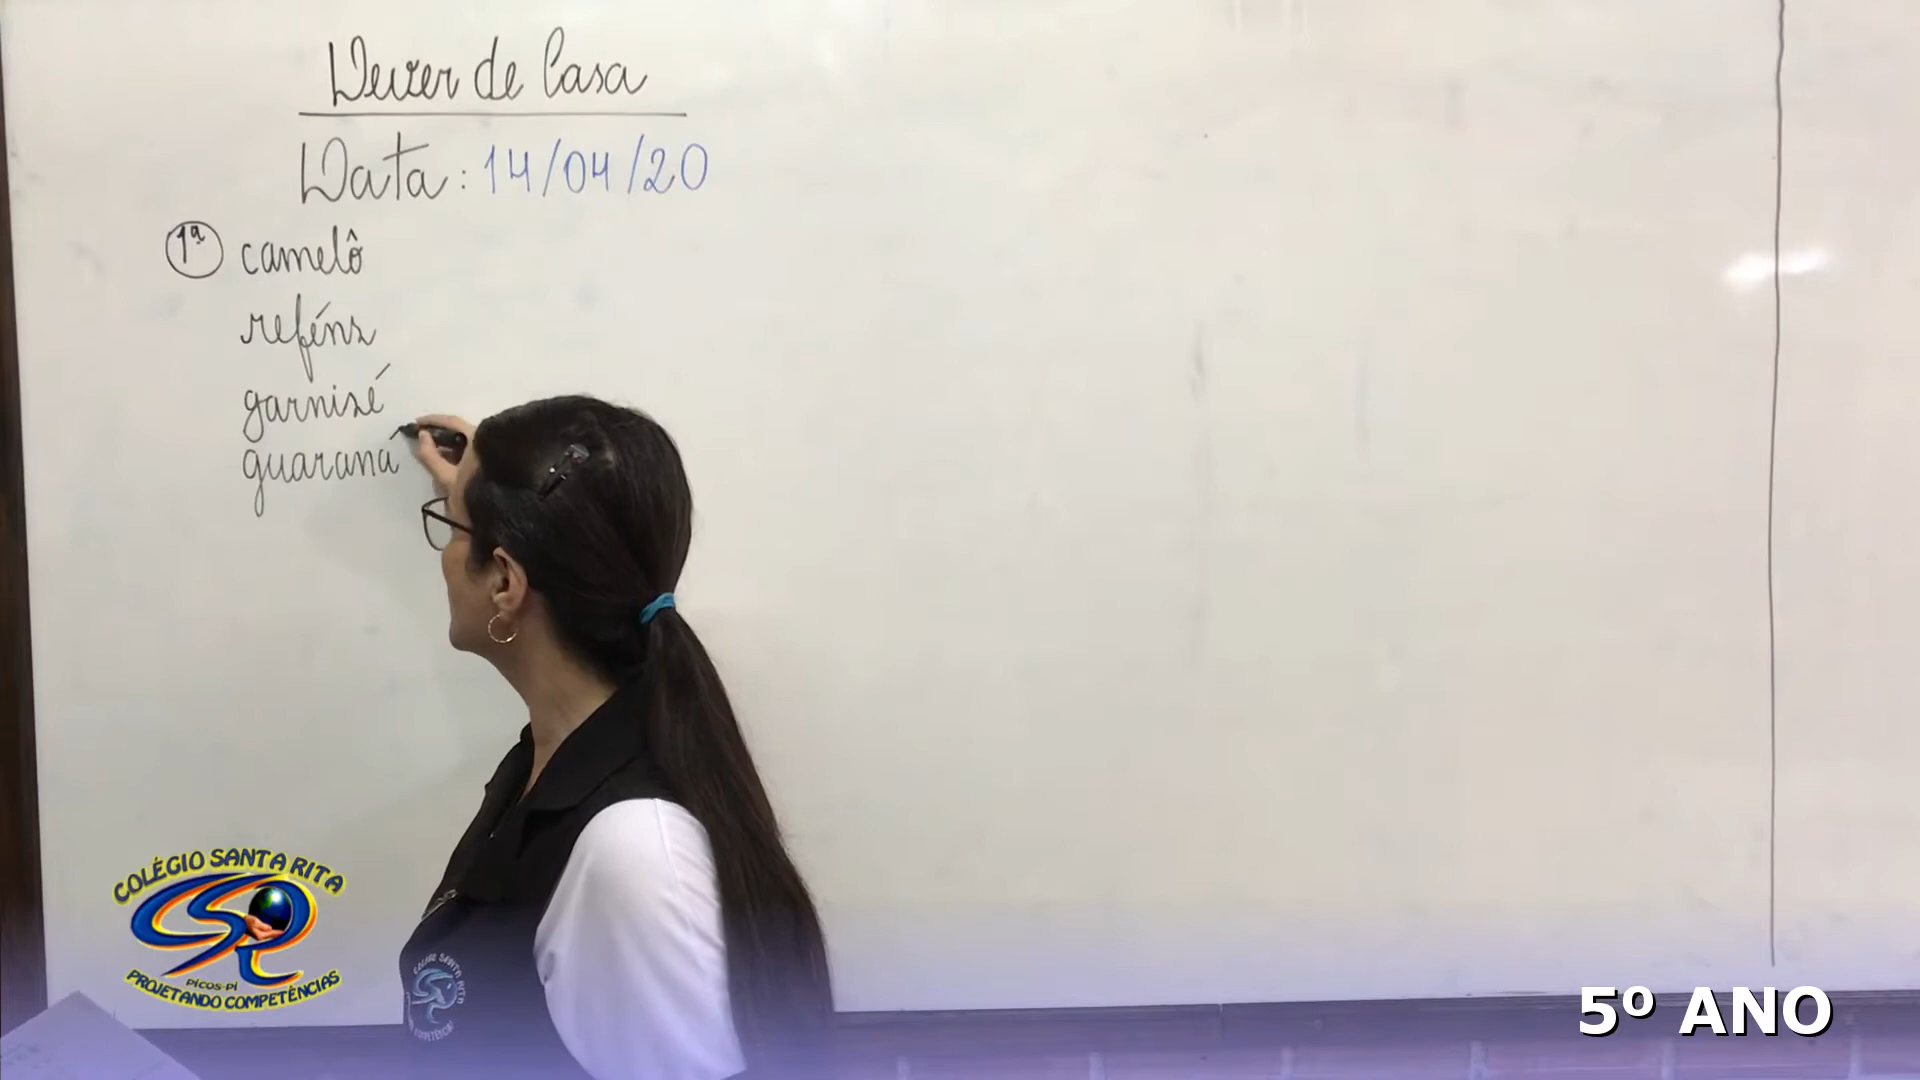 Dever de Casa
Data: 14/04/20
1ª camelô
reféns
garnisé
guaraná
COLÉGIO SANTA RITA
PICOS-PI
PROJETANDO COMPETÊNCIAS
5º ANO